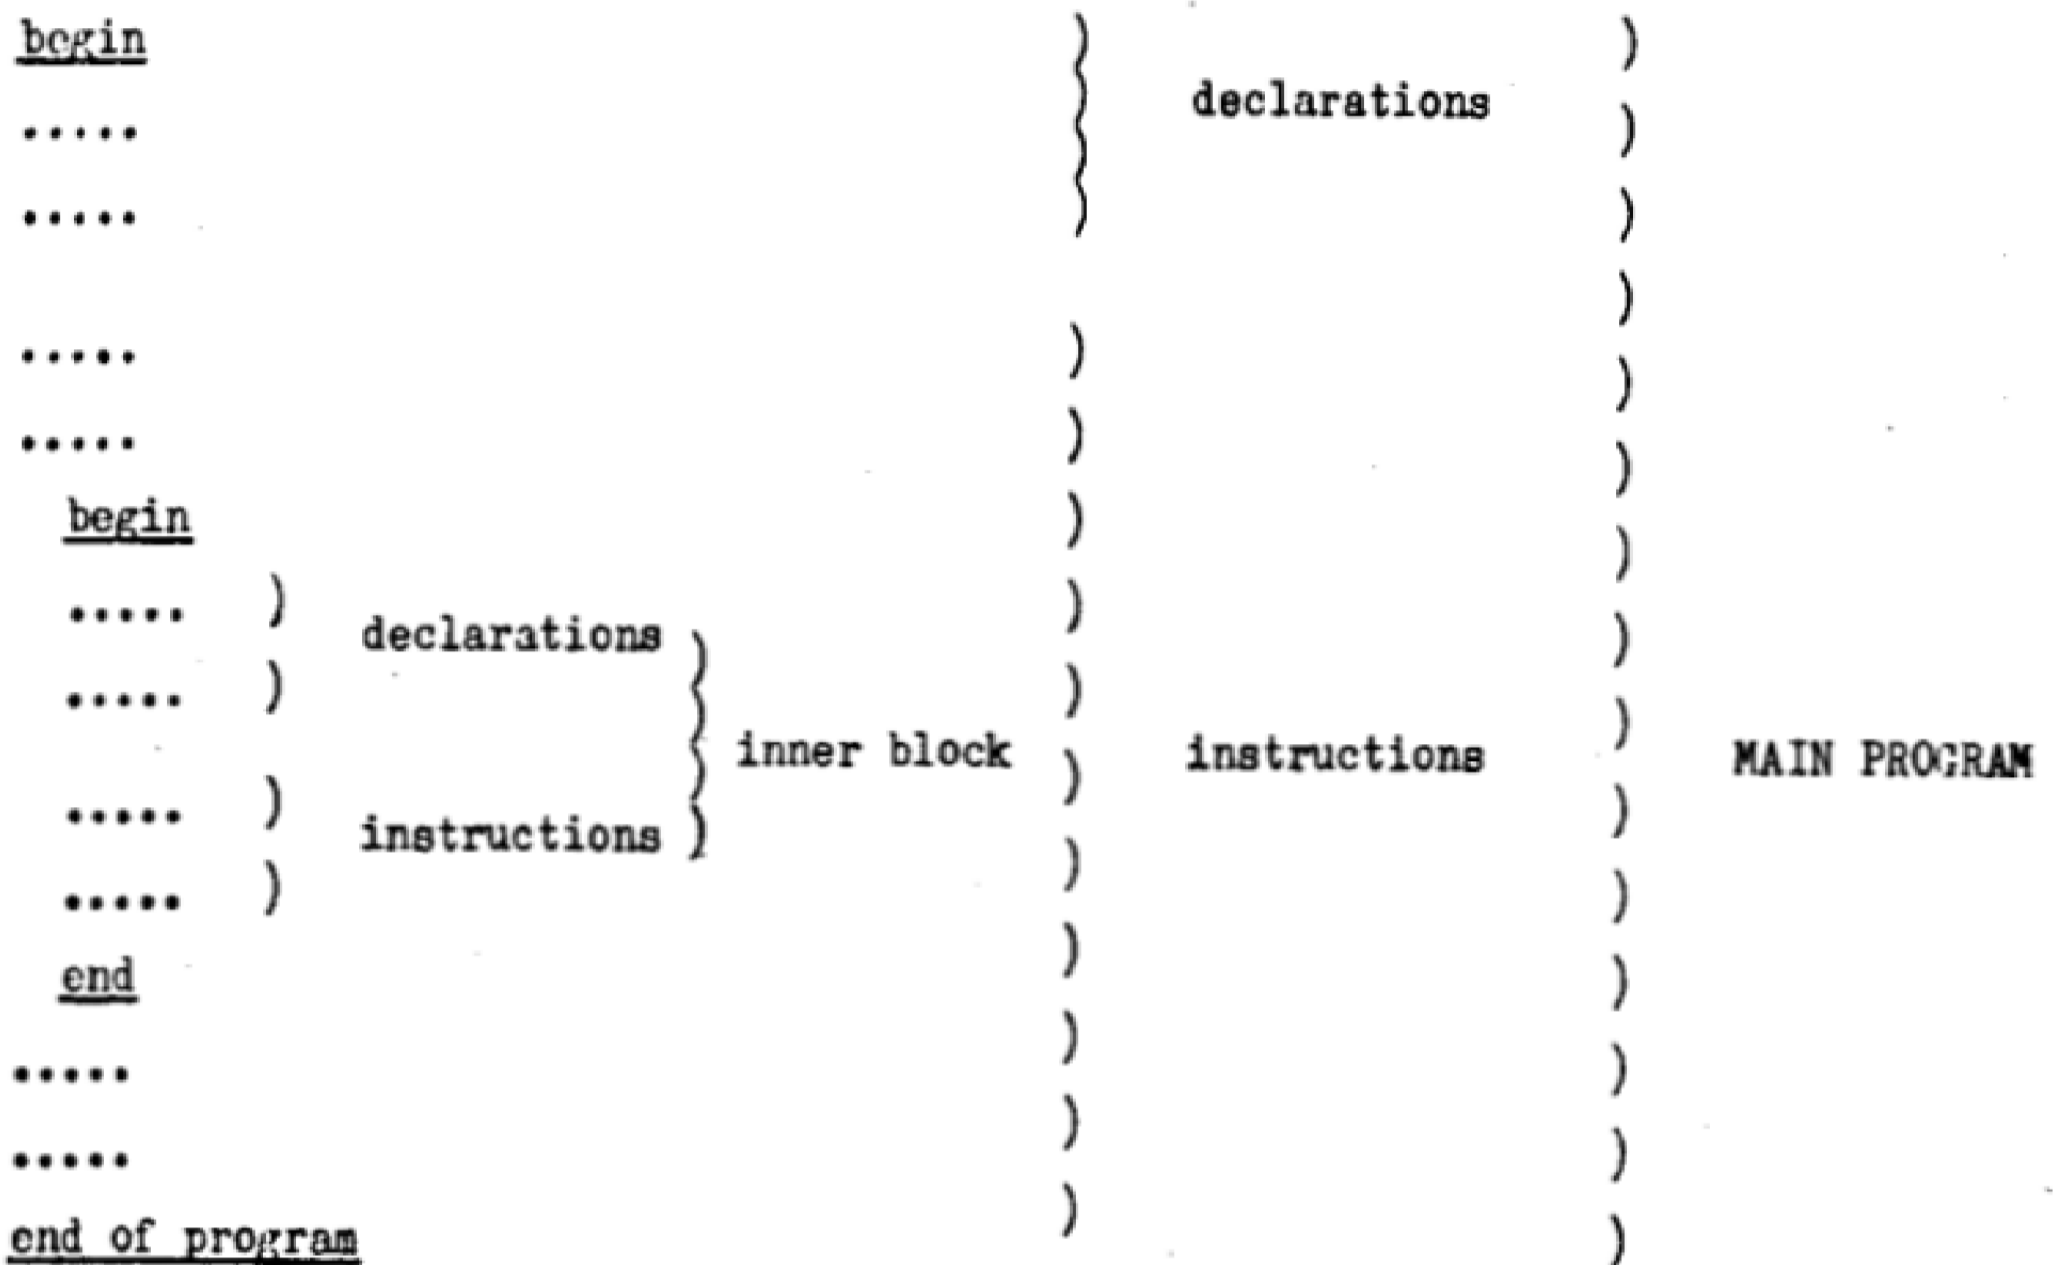 begin ) declarations )
..... ) )
..... ) )
)
..... ) )
..... ) )
begin ) )
..... ) declarations ) ) )
..... ) ) ) )
inner block ) instructions ) MAIN PROGRAM
..... ) instructions ) ) )
..... ) ) )
end ) )
..... ) )
..... ) )
end of program ) )